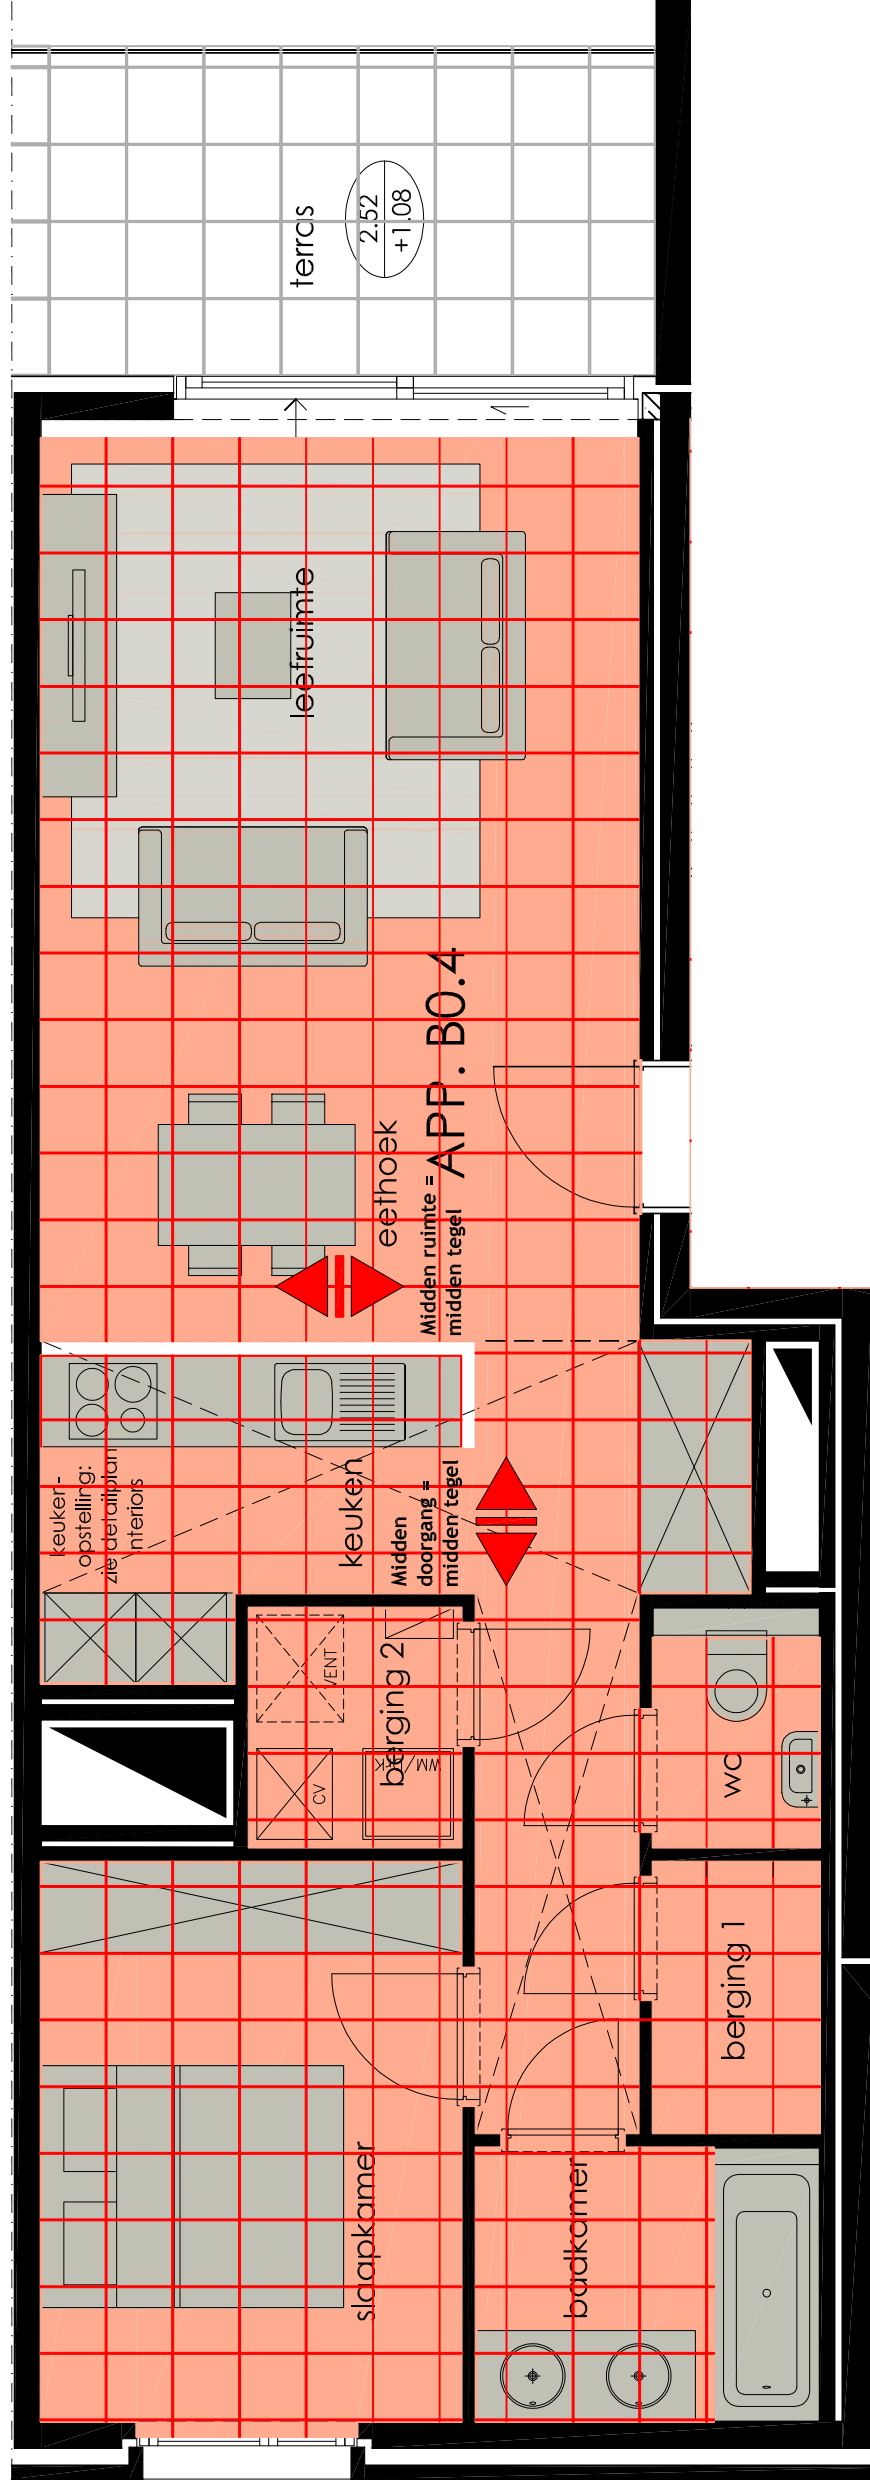 terras
2.52
+1.08
leefruimte
APP. B0.4
eethoek
Midden ruimte =
midden tegel
keuken-
opstelling:
zie detailplan
interiors
keuken
Midden
doorgang =
midden tegel
VENT
berging 2
CV
WM
wc
berging 1
slaapkamer
badkamer